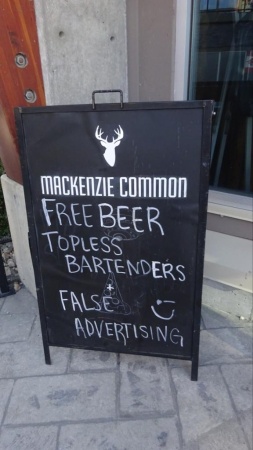 MACKENZIE COMMON
FREE BEER
TOPLESS
BARTENDERS
FALSE
ADVERTISING